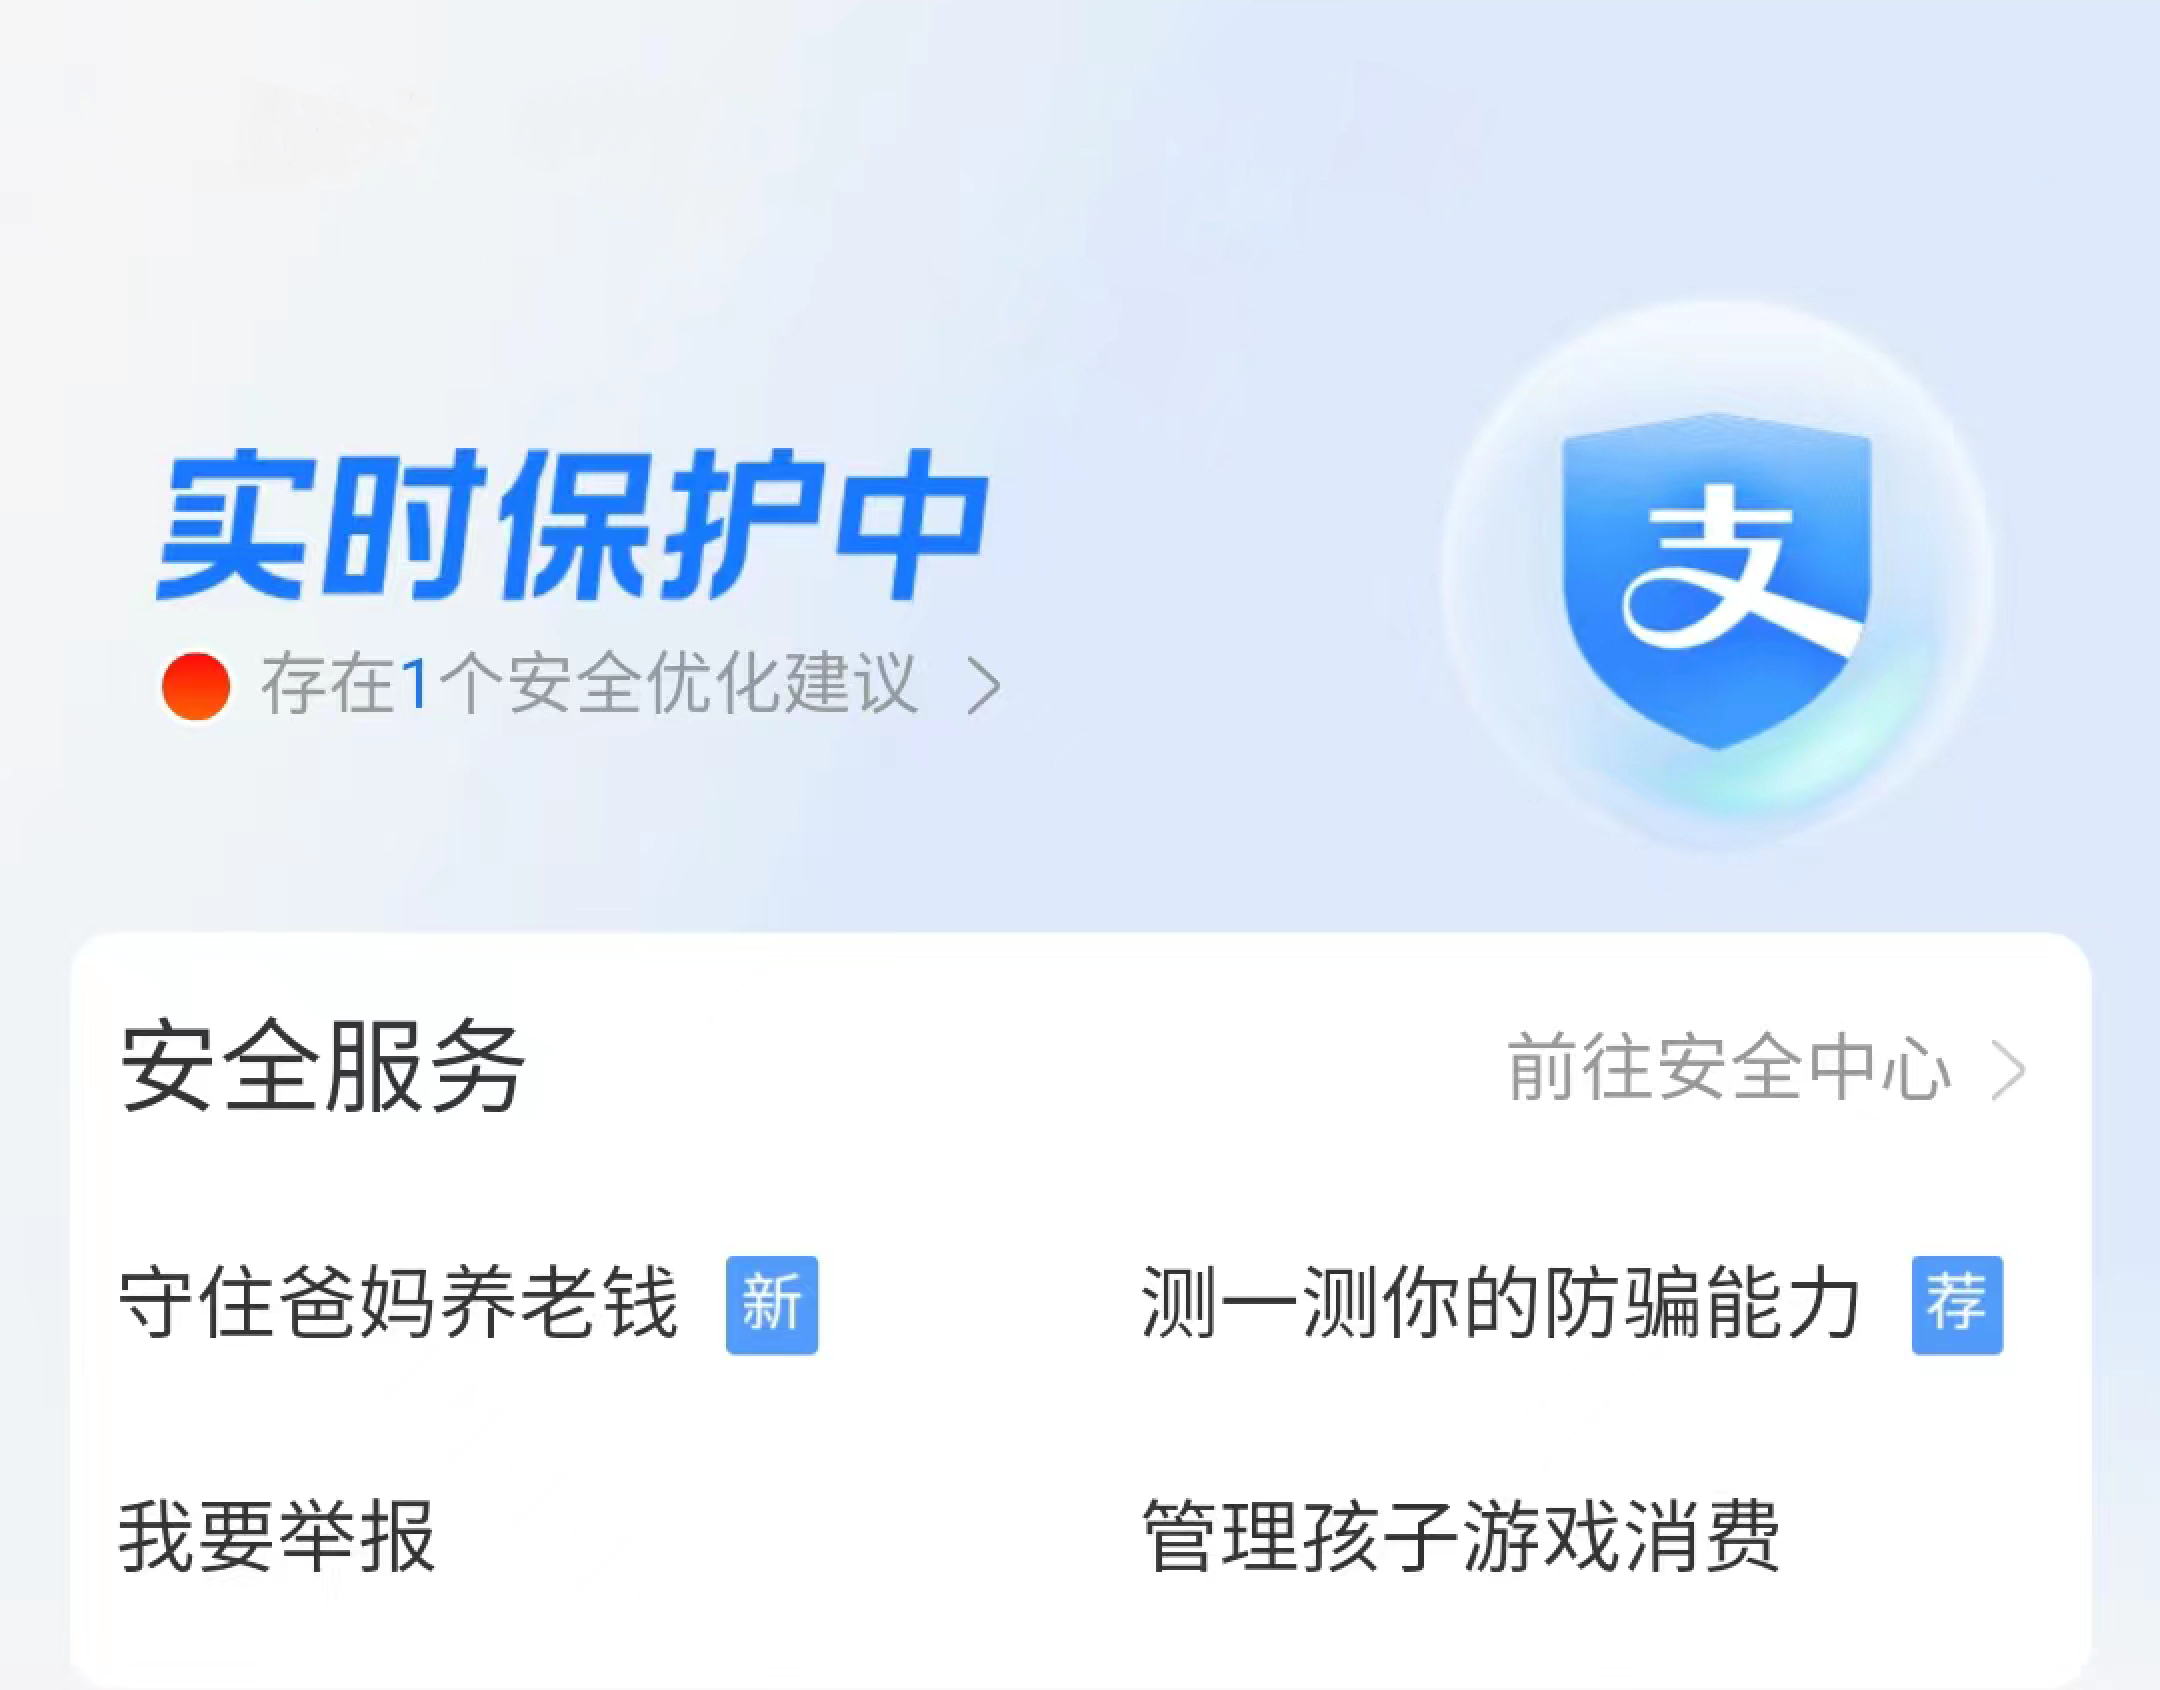 实时保护中
存在1个安全优化建议
支
安全服务 前往安全中心
守住爸妈养老钱 新 测一测你的防骗能力 荐
我要举报 管理孩子游戏消费